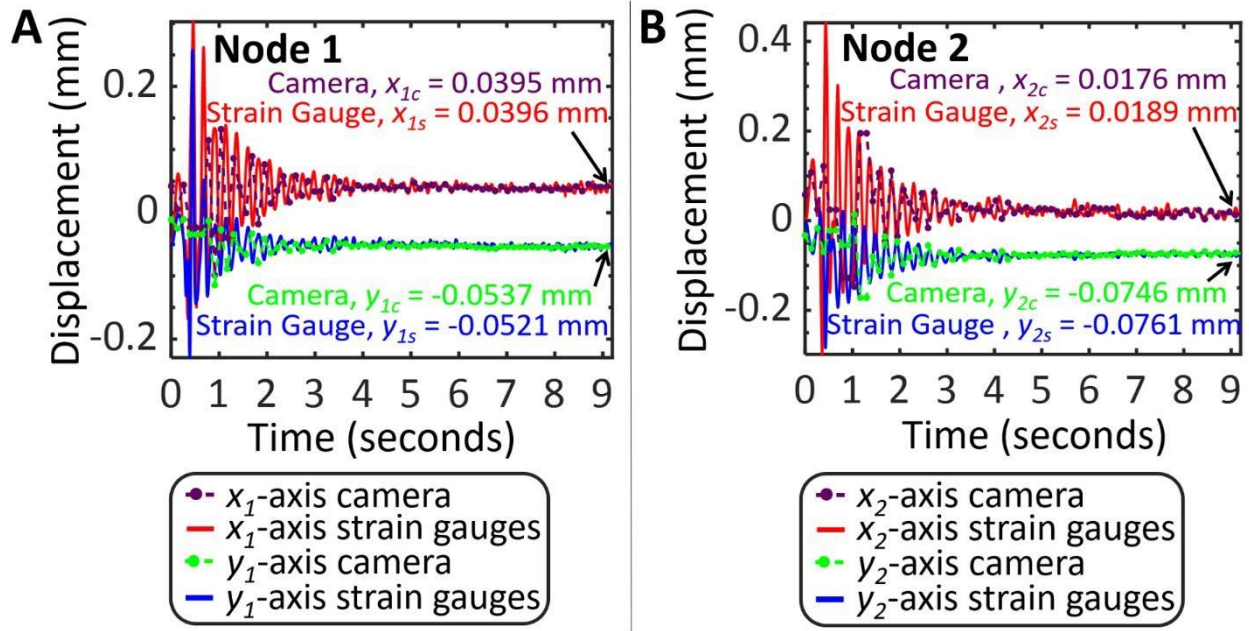 A
Node 1
Camera, x1c = 0.0395 mm
Strain Gauge, x1s = 0.0396 mm
Camera, y1c = -0.0537 mm
Strain Gauge, y1s = -0.0521 mm
Displacement (mm)
0.2
0
-0.2
0 1 2 3 4 5 6 7 8 9
Time (seconds)
x1-axis camera
x1-axis strain gauges
y1-axis camera
y1-axis strain gauges
B
Node 2
Camera , x2c = 0.0176 mm
Strain Gauge, x2s = 0.0189 mm
Camera, y2c = -0.0746 mm
Strain Gauge , y2s = -0.0761 mm
Displacement (mm)
0.4
0.2
0
-0.2
0 1 2 3 4 5 6 7 8 9
Time (seconds)
x2-axis camera
x2-axis strain gauges
y2-axis camera
y2-axis strain gauges